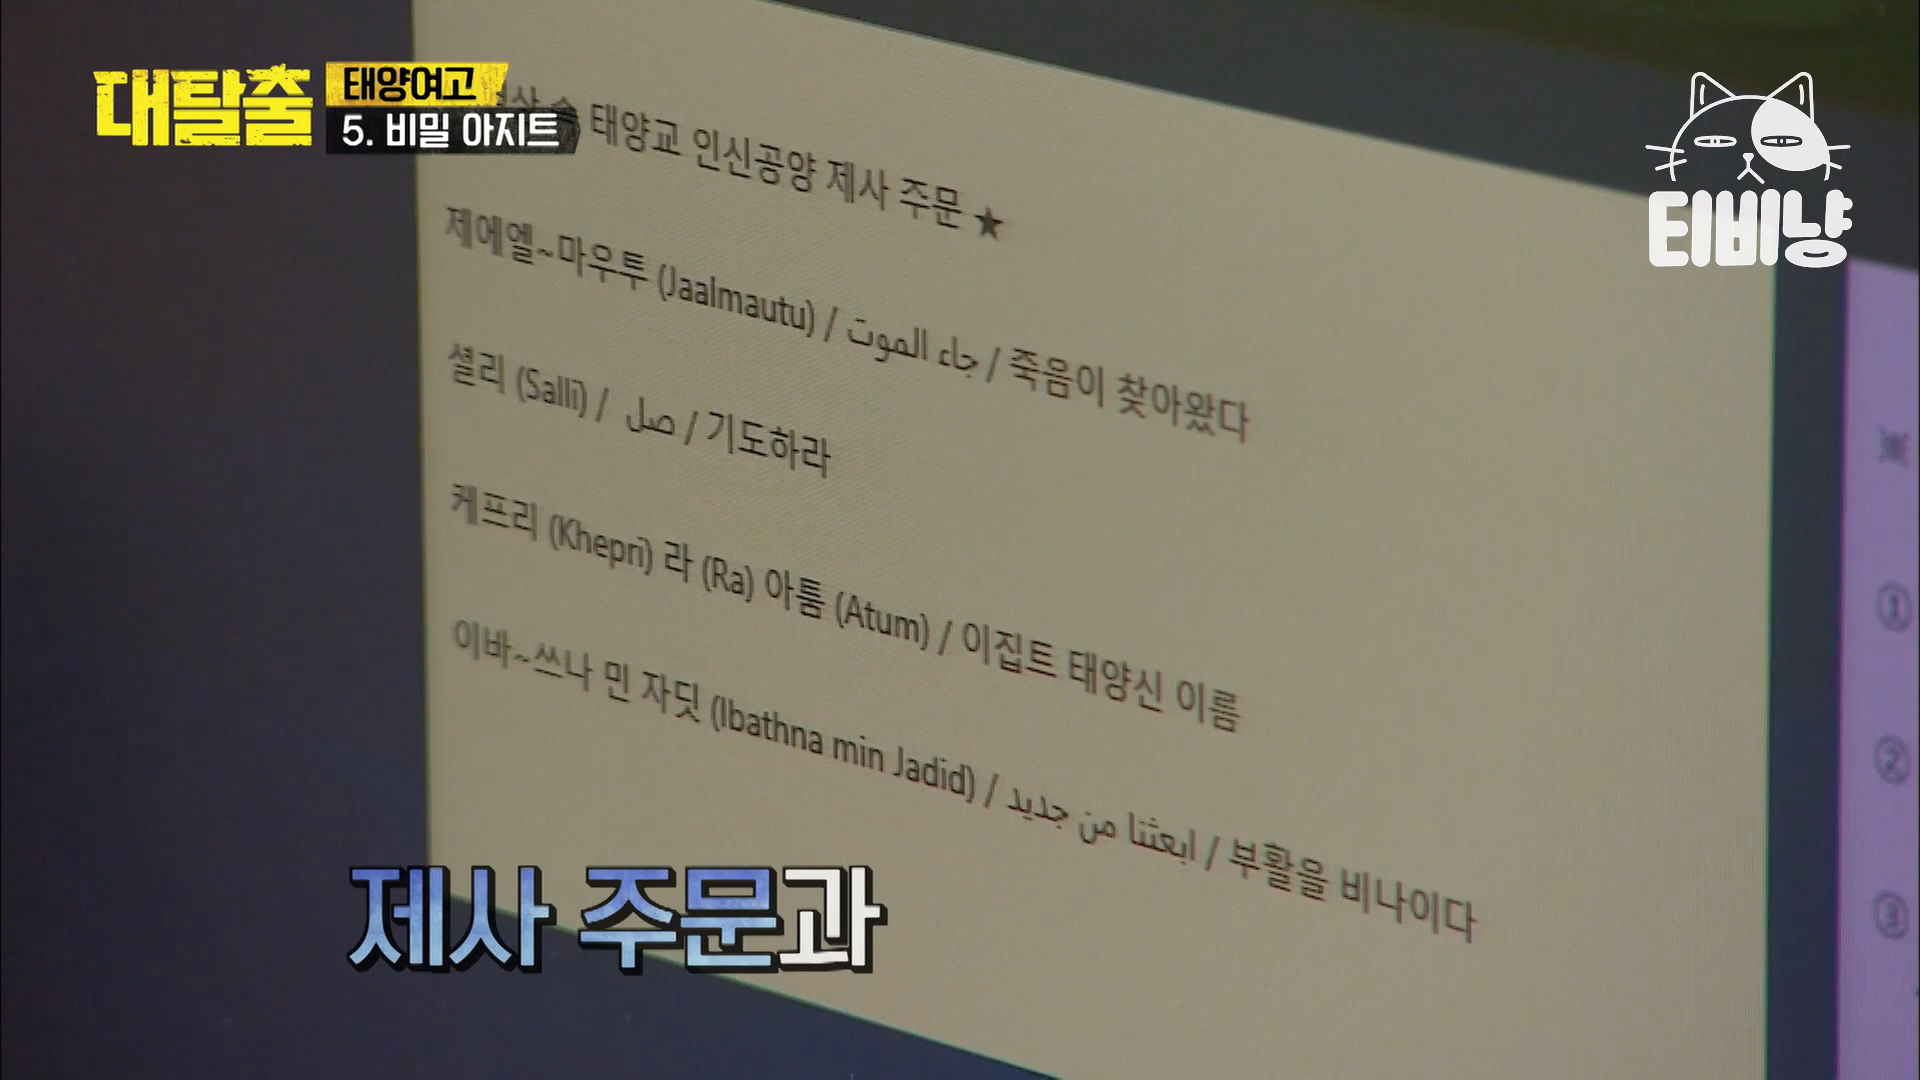 대탈출
태양여고
5. 비밀 아지트
티비냥
태양교 인신공양 제사 주문 ★
제에엘~마우투 (Jaalmautu) / جاء الموت / 죽음이 찾아왔다
셜리 (Salli) / صل / 기도하라
케프리 (Khepri) 라 (Ra) 아툼 (Atum) / 이집트 태양신 이름
이바~쓰나 민 자딧 (Ibathna min Jadid) / ابعثنا من جديد / 부활을 비나이다
※
①
②
③
제사 주문과